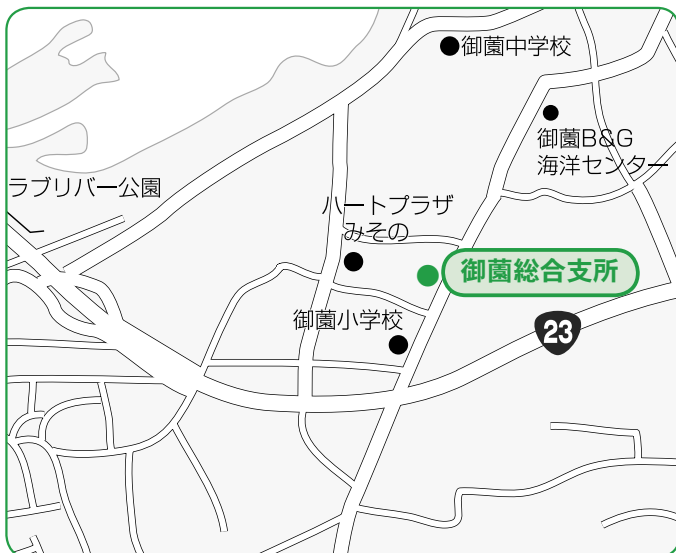 御薗中学校
御薗B&G
海洋センター
ラブリバー公園
ハートプラザ
みその
御薗総合支所
御薗小学校
23